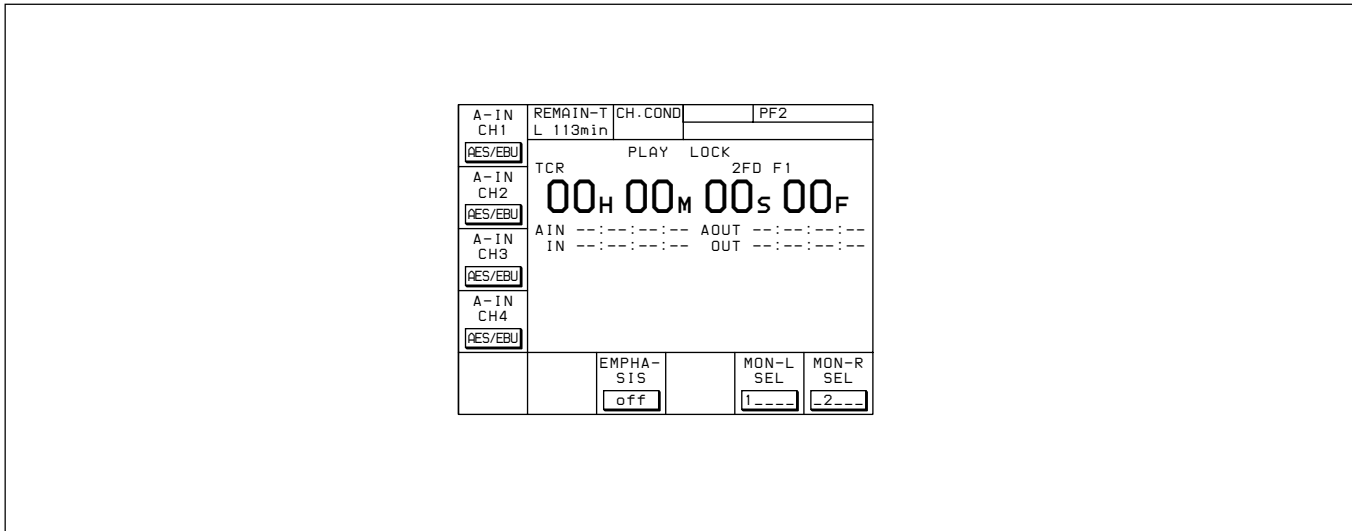 A-IN
CH1
AES/EBU
A-IN
CH2
AES/EBU
A-IN
CH3
AES/EBU
A-IN
CH4
AES/EBU
REMAIN-T CH.COND PF2
L 113min
PLAY LOCK
TCR 2FD F1
00H 00M 00S 00F
AIN --:--:--:-- AOUT --:--:--:--
IN --:--:--:-- OUT --:--:--:--
EMPHA-
SIS
off
MON-L
SEL
1____
MON-R
SEL
_2___